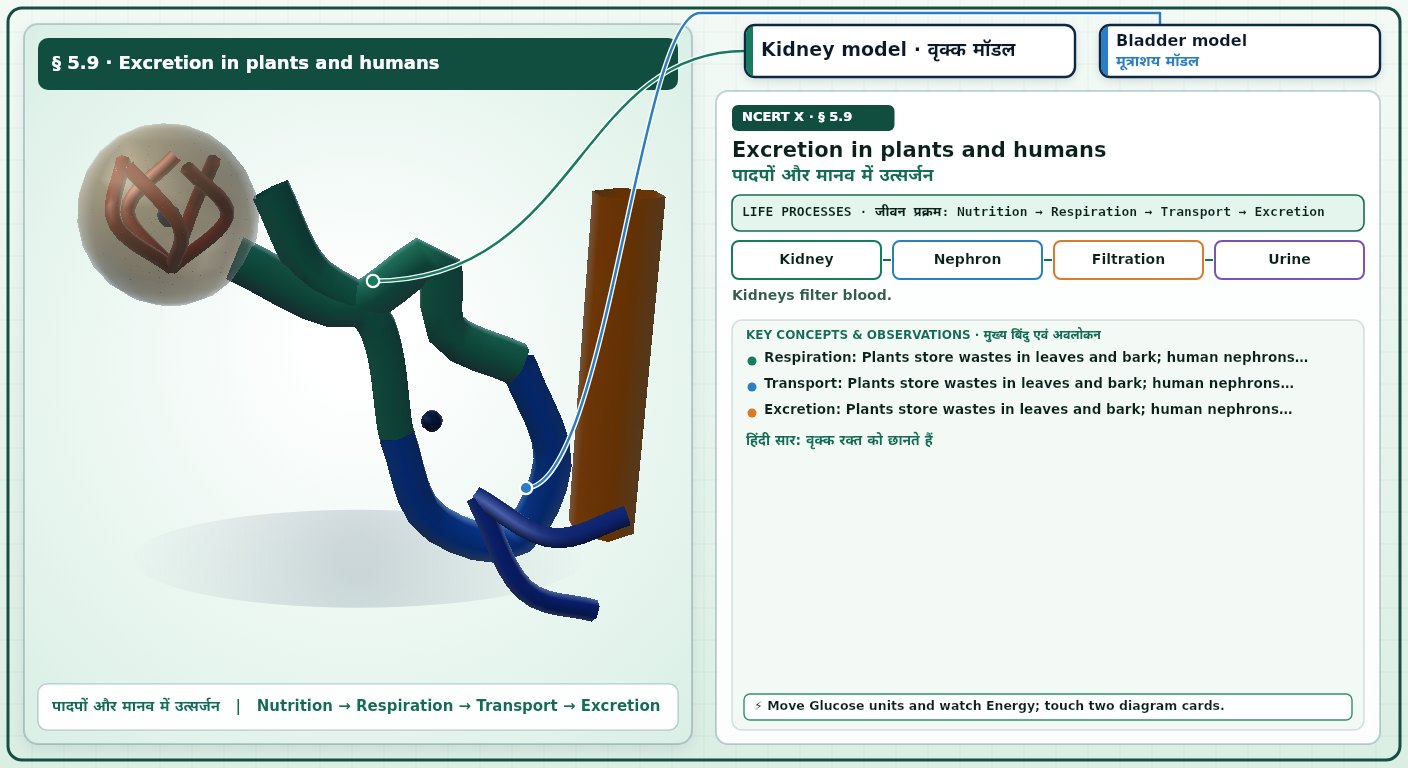 § 5.9 · Excretion in plants and humans
Kidney model · वृक्क मॉडल
Bladder model
मूत्राशय मॉडल
NCERT X · § 5.9
Excretion in plants and humans
पादपों और मानव में उत्सर्जन
LIFE PROCESSES · जीवन प्रक्रम: Nutrition → Respiration → Transport → Excretion
Kidney
Nephron
Filtration
Urine
Kidneys filter blood.
KEY CONCEPTS & OBSERVATIONS · मुख्य बिंदु एवं अवलोकन
Respiration: Plants store wastes in leaves and bark; human nephrons…
Transport: Plants store wastes in leaves and bark; human nephrons…
Excretion: Plants store wastes in leaves and bark; human nephrons…
हिंदी सार: वृक्क रक्त को छानते हैं
⚡ Move Glucose units and watch Energy; touch two diagram cards.
पादपों और मानव में उत्सर्जन | Nutrition → Respiration → Transport → Excretion